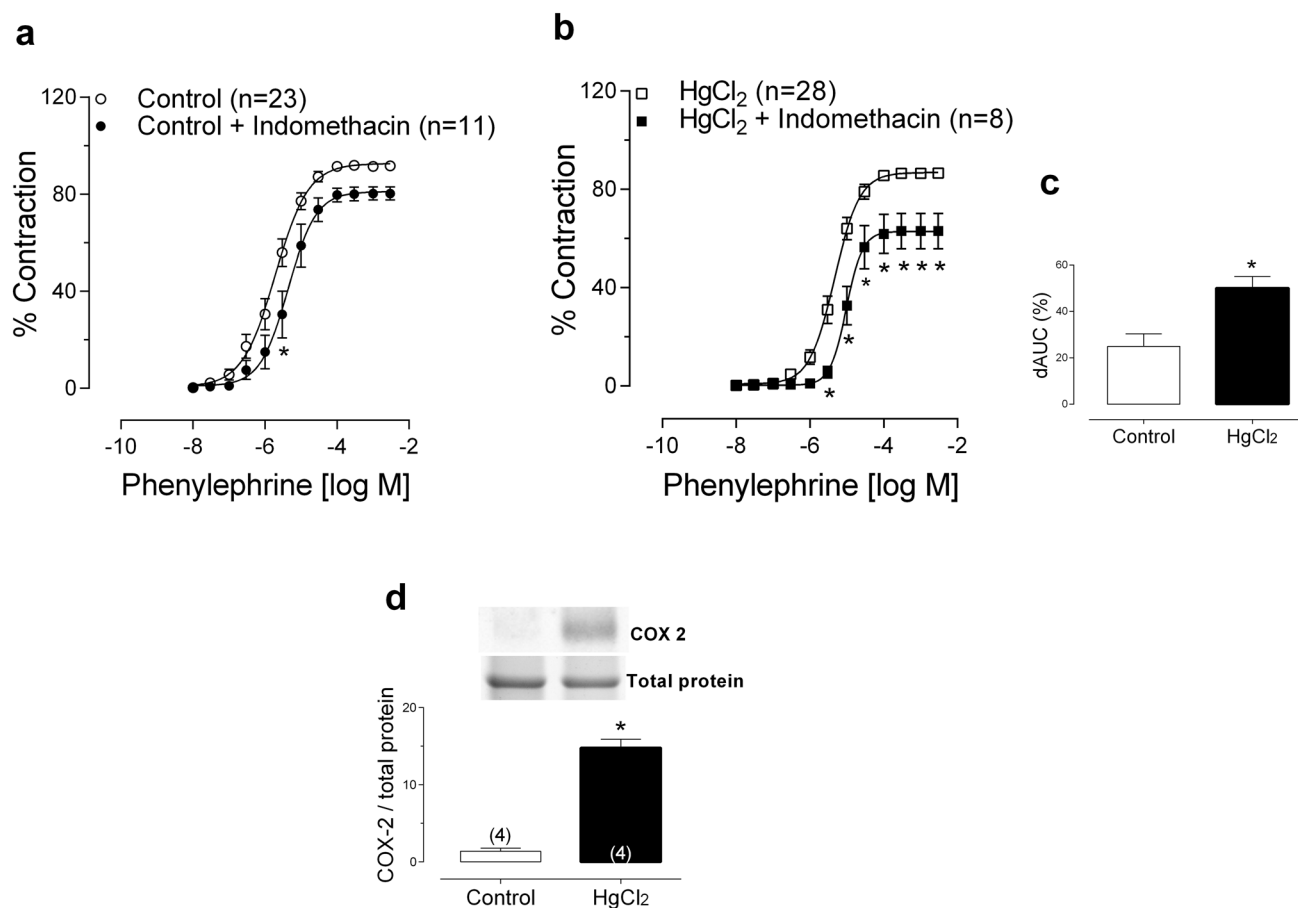 a
Control (n=23)
Control + Indomethacin (n=11)
120
80
40
0
% Contraction
*
-10 -8 -6 -4 -2
Phenylephrine [log M]
b
HgCl₂ (n=28)
HgCl₂ + Indomethacin (n=8)
120
80
40
0
% Contraction
* * * * * * *
-10 -8 -6 -4 -2
Phenylephrine [log M]
c
60
40
20
0
dAUC (%)
*
Control HgCl₂
d
COX 2
Total protein
20
10
0
COX-2 / total protein
*
(4)
(4)
Control HgCl₂